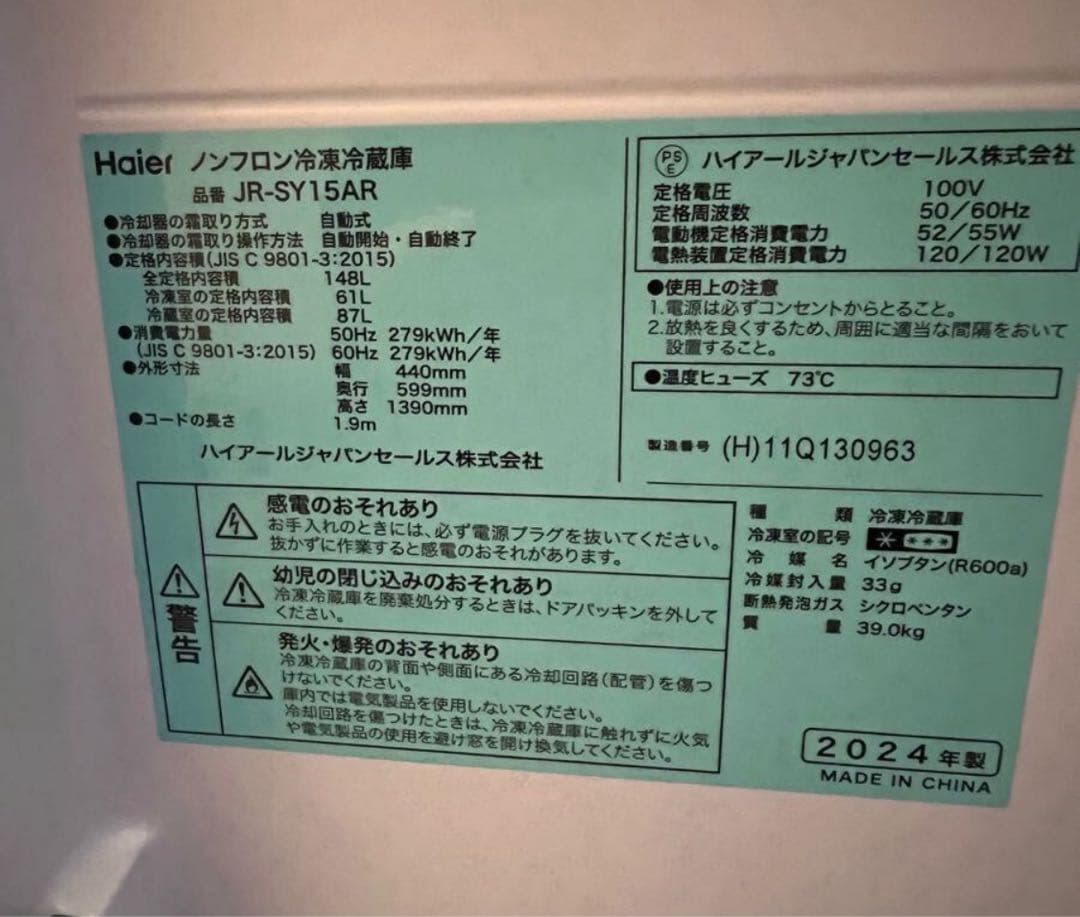 Haier ノンフロン冷凍冷蔵庫
品番 JR-SY15AR
●冷却器の霜取り方式 自動式
●冷却器の霜取り操作方法 自動開始・自動終了
●定格内容積(JIS C 9801-3:2015)
全定格内容積 148L
冷凍室の定格内容積 61L
冷蔵室の定格内容積 87L
●消費電力量 50Hz 279kWh/年
(JIS C 9801-3:2015) 60Hz 279kWh/年
●外形寸法 幅 440mm
奥行 599mm
高さ 1390mm
●コードの長さ 1.9m
ハイアールジャパンセールス株式会社
PSE ハイアールジャパンセールス株式会社
定格電圧 100V
定格周波数 50/60Hz
電動機定格消費電力 52/55W
電熱装置定格消費電力 120/120W
●使用上の注意
1.電源は必ずコンセントからとること。
2.放熱を良くするため、周囲に適当な間隔をおいて
設置すること。
●温度ヒューズ 73℃
製造番号 (H)11Q130963
警告
感電のおそれあり
お手入れのときには、必ず電源プラグを抜いてください。
抜かずに作業すると感電のおそれがあります。
幼児の閉じ込みのおそれあり
冷凍冷蔵庫を廃棄処分するときは、ドアパッキンを外して
ください。
発火・爆発のおそれあり
冷凍冷蔵庫の背面や側面にある冷却回路(配管)を傷つ
けないでください。
庫内では電気製品を使用しないでください。
冷却回路を傷つけたときは、冷凍冷蔵庫に触れずに火気
や電気製品の使用を避け窓を開け換気してください。
種類 冷凍冷蔵庫
冷凍室の記号 * ***
冷媒名 イソブタン(R600a)
冷媒封入量 33g
断熱発泡ガス シクロペンタン
質量 39.0kg
2024年製
MADE IN CHINA